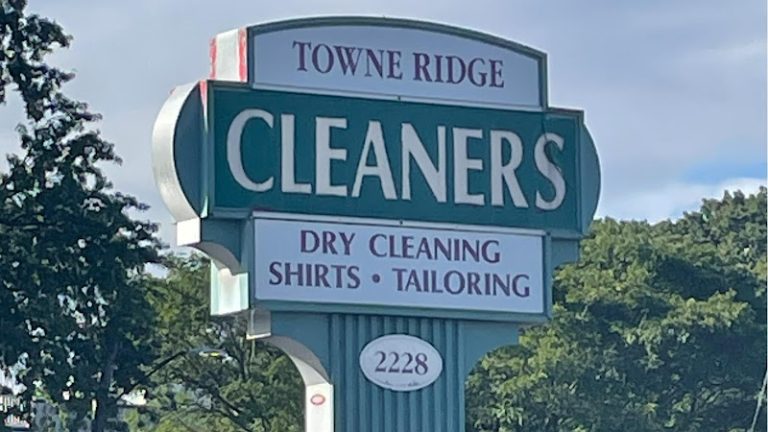 TOWNE RIDGE
CLEANERS
DRY CLEANING
SHIRTS • TAILORING
2228